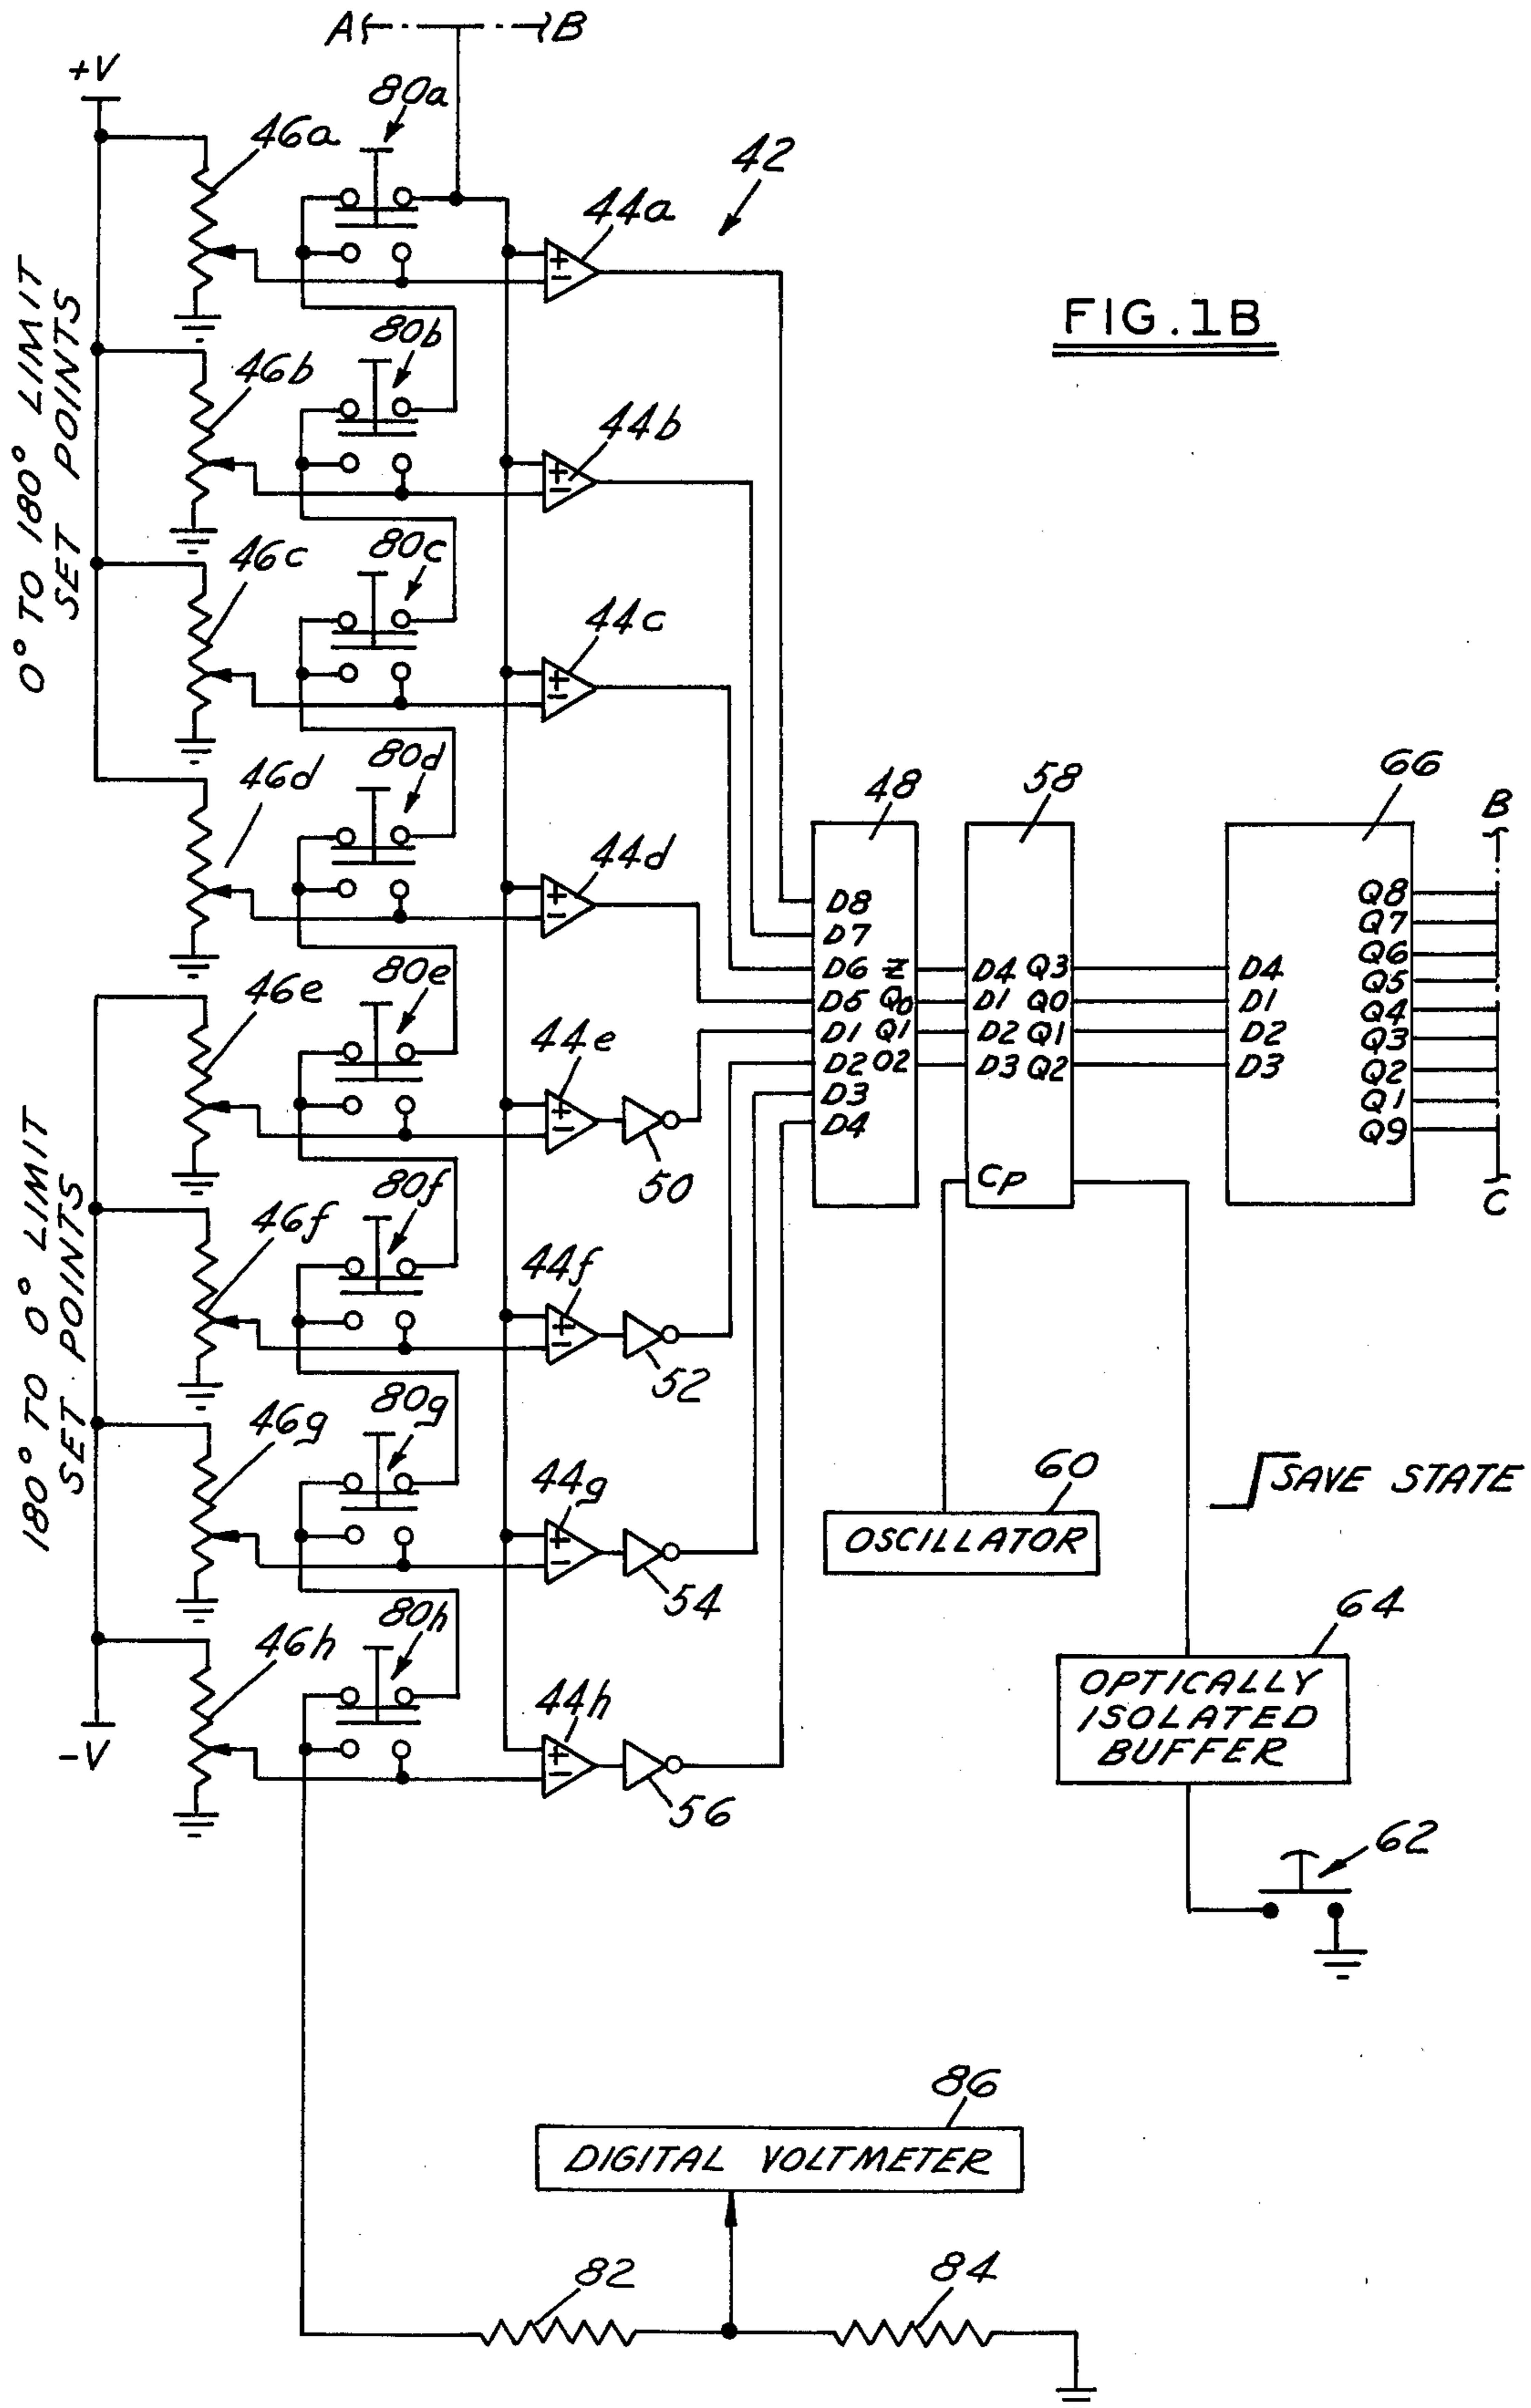 A B
+V
80a
46a
42
44a
FIG.1B
0° TO 180° LIMIT
SET POINTS
80b
46b
44b
80c
46c
44c
80d
46d
44d
48
58
66
B
D8
D7
D6 Z
D5 Q0
D1 Q1
D2 O2
D3
D4
D4 Q3
D1 Q0
D2 Q1
D3 Q2
CP
D4
D1
D2
D3
Q8
Q7
Q6
Q5
Q4
Q3
Q2
Q1
Q9
C
80e
46e
44e
50
180° TO 0° LIMIT
SET POINTS
80f
46f
44f
52
80g
46g
44g
54
60
OSCILLATOR
SAVE STATE
80h
46h
44h
56
-V
64
OPTICALLY
ISOLATED
BUFFER
62
86
DIGITAL VOLTMETER
82
84